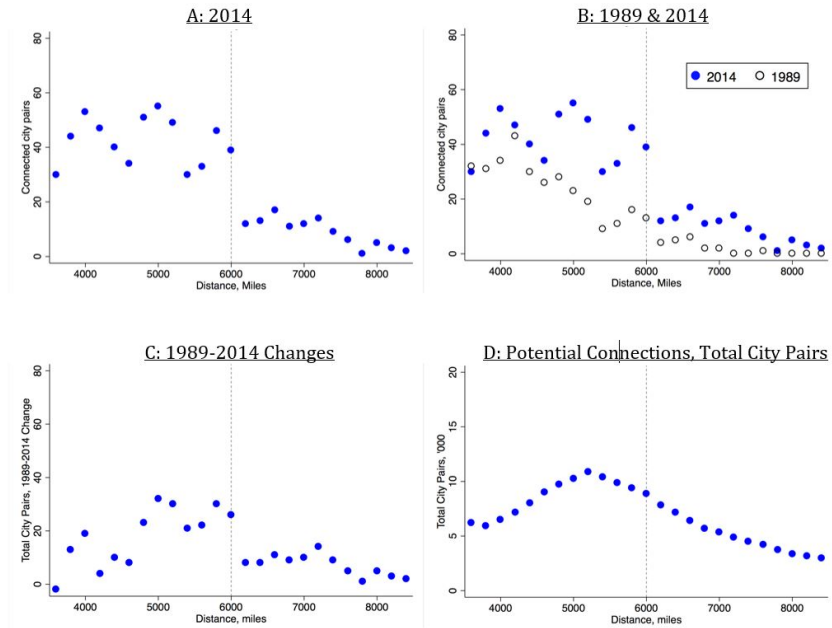 A: 2014
B: 1989 & 2014
Connected city pairs
80
60
40
20
0
4000 5000 6000 7000 8000
Distance, Miles
Connected city pairs
80
60
40
20
0
2014 1989
4000 5000 6000 7000 8000
Distance, Miles
C: 1989-2014 Changes
D: Potential Connections, Total City Pairs
Total City Pairs, 1989-2014 Change
80
60
40
20
0
4000 5000 6000 7000 8000
Distance, miles
Total City Pairs, '000
20
15
10
5
0
4000 5000 6000 7000 8000
Distance, miles